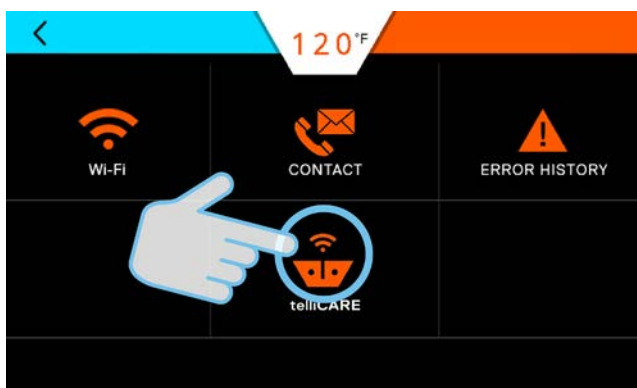 120°F
Wi-Fi
CONTACT
ERROR HISTORY
telliCARE